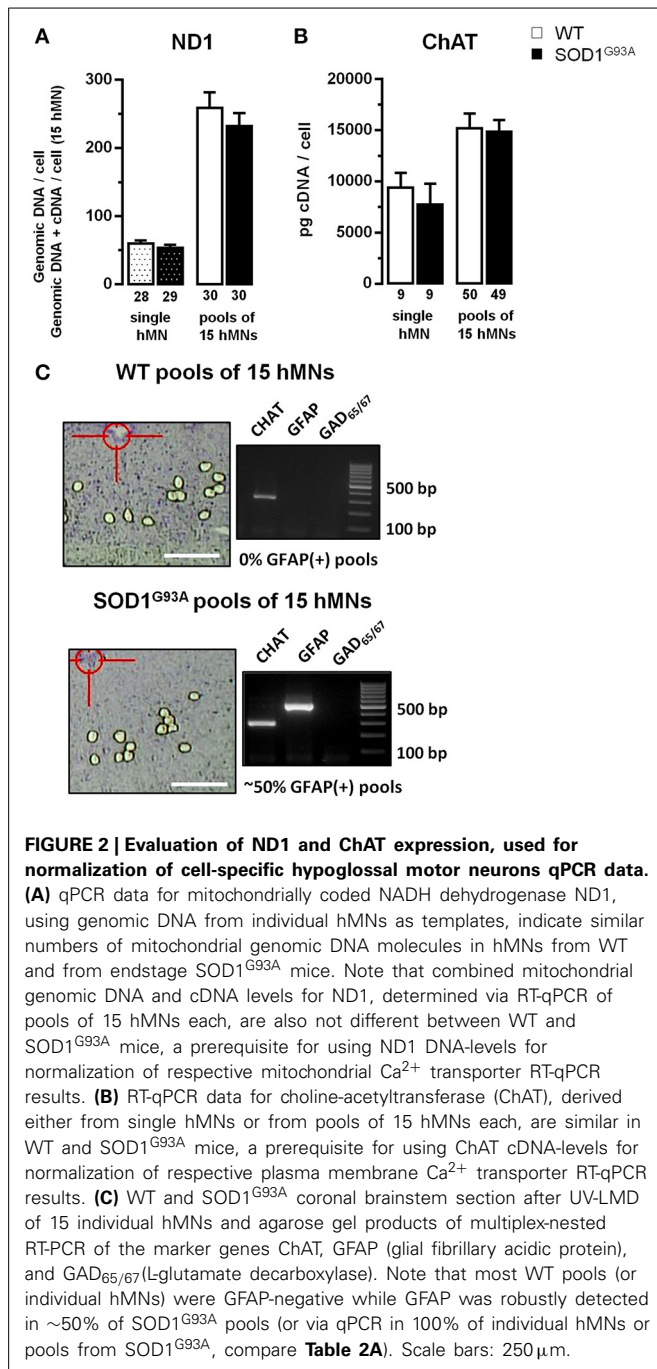 A
ND1
B
ChAT
WT
SOD1G93A
Genomic DNA / cell
Genomic DNA + cDNA / cell (15 hMN)
300
200
100
0
28 29 30 30
single hMN
pools of 15 hMNs
pg cDNA / cell
20000
15000
10000
5000
0
9 9 50 49
single hMN
pools of 15 hMNs
C
WT pools of 15 hMNs
CHAT GFAP GAD65/67
500 bp
100 bp
0% GFAP(+) pools
SOD1G93A pools of 15 hMNs
CHAT GFAP GAD65/67
500 bp
100 bp
~50% GFAP(+) pools
FIGURE 2 | Evaluation of ND1 and ChAT expression, used for
normalization of cell-specific hypoglossal motor neurons qPCR data.
(A) qPCR data for mitochondrially coded NADH dehydrogenase ND1,
using genomic DNA from individual hMNs as templates, indicate similar
numbers of mitochondrial genomic DNA molecules in hMNs from WT
and from endstage SOD1G93A mice. Note that combined mitochondrial
genomic DNA and cDNA levels for ND1, determined via RT-qPCR of
pools of 15 hMNs each, are also not different between WT and
SOD1G93A mice, a prerequisite for using ND1 DNA-levels for
normalization of respective mitochondrial Ca2+ transporter RT-qPCR
results. (B) RT-qPCR data for choline-acetyltransferase (ChAT), derived
either from single hMNs or from pools of 15 hMNs each, are similar in
WT and SOD1G93A mice, a prerequisite for using ChAT cDNA-levels for
normalization of respective plasma membrane Ca2+ transporter RT-qPCR
results. (C) WT and SOD1G93A coronal brainstem section after UV-LMD
of 15 individual hMNs and agarose gel products of multiplex-nested
RT-PCR of the marker genes ChAT, GFAP (glial fibrillary acidic protein),
and GAD65/67(L-glutamate decarboxylase). Note that most WT pools (or
individual hMNs) were GFAP-negative while GFAP was robustly detected
in ~50% of SOD1G93A pools (or via qPCR in 100% of individual hMNs or
pools from SOD1G93A, compare Table 2A). Scale bars: 250 μm.